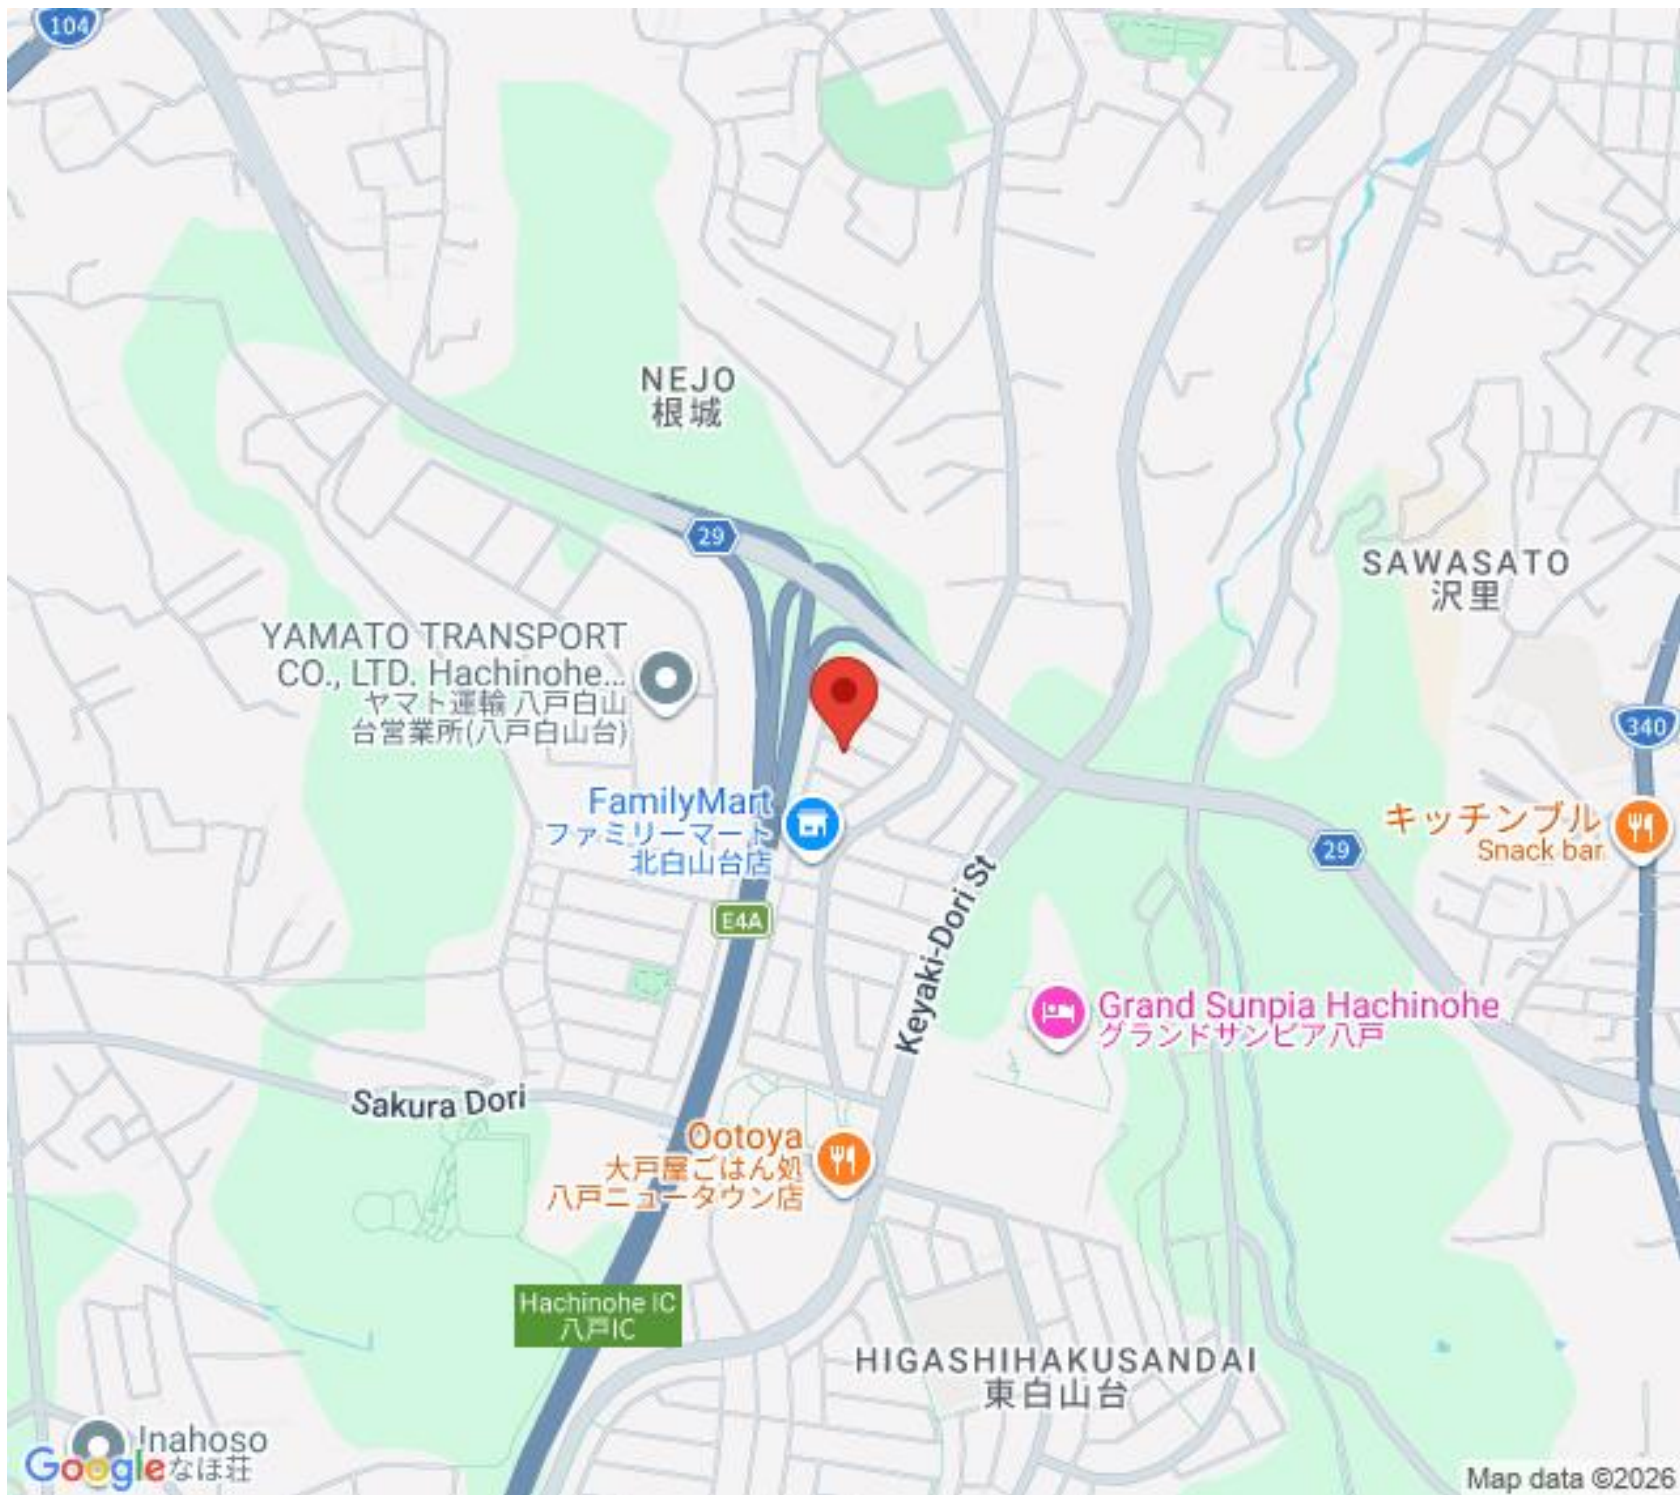 104
NEJO
根城
29
SAWASATO
沢里
YAMATO TRANSPORT
CO., LTD. Hachinohe...
ヤマト運輸 八戸白山
台営業所(八戸白山台)
340
FamilyMart
ファミリーマート
北白山台店
キッチンブル
Snack bar
29
E4A
Keyaki-Dori St
Grand Sunpia Hachinohe
グランドサンピア八戸
Sakura Dori
Ootoya
大戸屋ごはん処
八戸ニュータウン店
Hachinohe IC
八戸IC
HIGASHIHAKUSANDAI
東白山台
Inahoso
なほ荘
Google
Map data ©2026